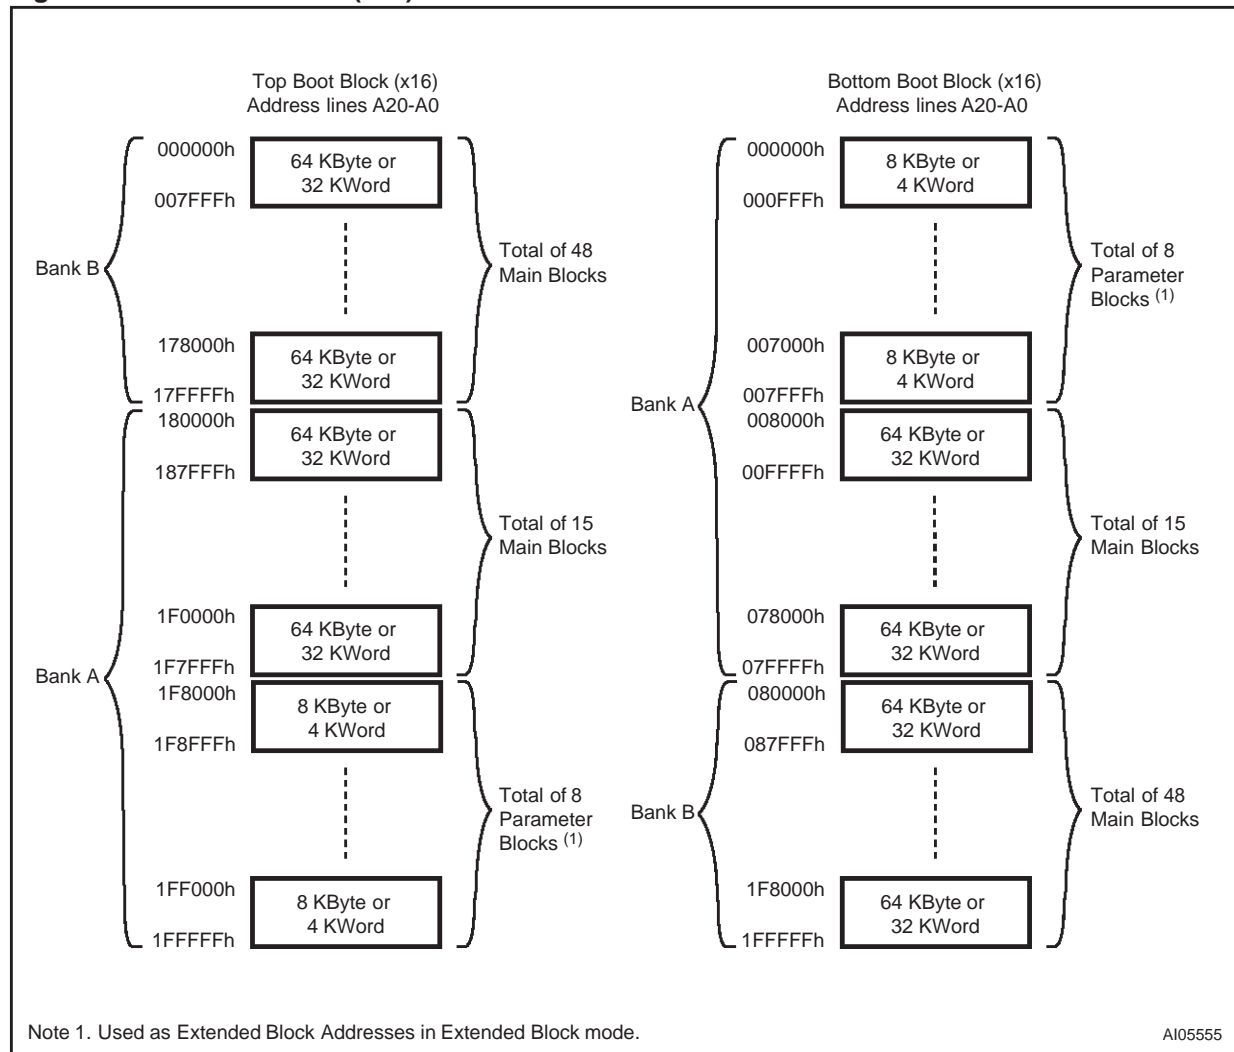 Top Boot Block (x16)
Address lines A20-A0
000000h
64 KByte or
32 KWord
007FFFh
Total of 48
Main Blocks
Bank B
178000h
64 KByte or
32 KWord
17FFFFh
180000h
64 KByte or
32 KWord
187FFFh
Total of 15
Main Blocks
1F0000h
64 KByte or
32 KWord
1F7FFFh
Bank A
1F8000h
8 KByte or
4 KWord
1F8FFFh
Total of 8
Parameter
Blocks (1)
1FF000h
8 KByte or
4 KWord
1FFFFFh
Bottom Boot Block (x16)
Address lines A20-A0
000000h
8 KByte or
4 KWord
000FFFh
Total of 8
Parameter
Blocks (1)
007000h
8 KByte or
4 KWord
007FFFh
Bank A
008000h
64 KByte or
32 KWord
00FFFFh
Total of 15
Main Blocks
078000h
64 KByte or
32 KWord
07FFFFh
080000h
64 KByte or
32 KWord
087FFFh
Bank B
Total of 48
Main Blocks
1F8000h
64 KByte or
32 KWord
1FFFFFh
Note 1. Used as Extended Block Addresses in Extended Block mode.
AI05555